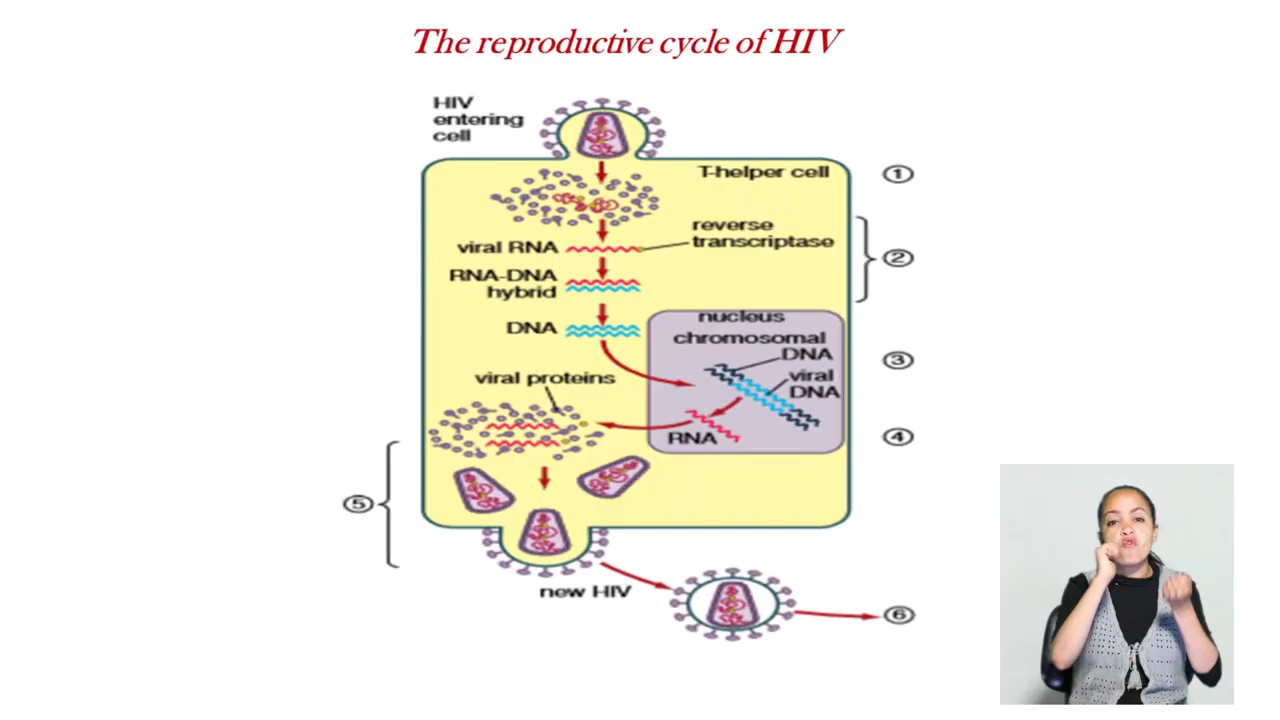 The reproductive cycle of HIV
HIV
entering
cell
T-helper cell
①
reverse
transcriptase
viral RNA
②
RNA-DNA
hybrid
nucleus
DNA
chromosomal
DNA
③
viral
DNA
viral proteins
RNA
④
⑤
new HIV
⑥